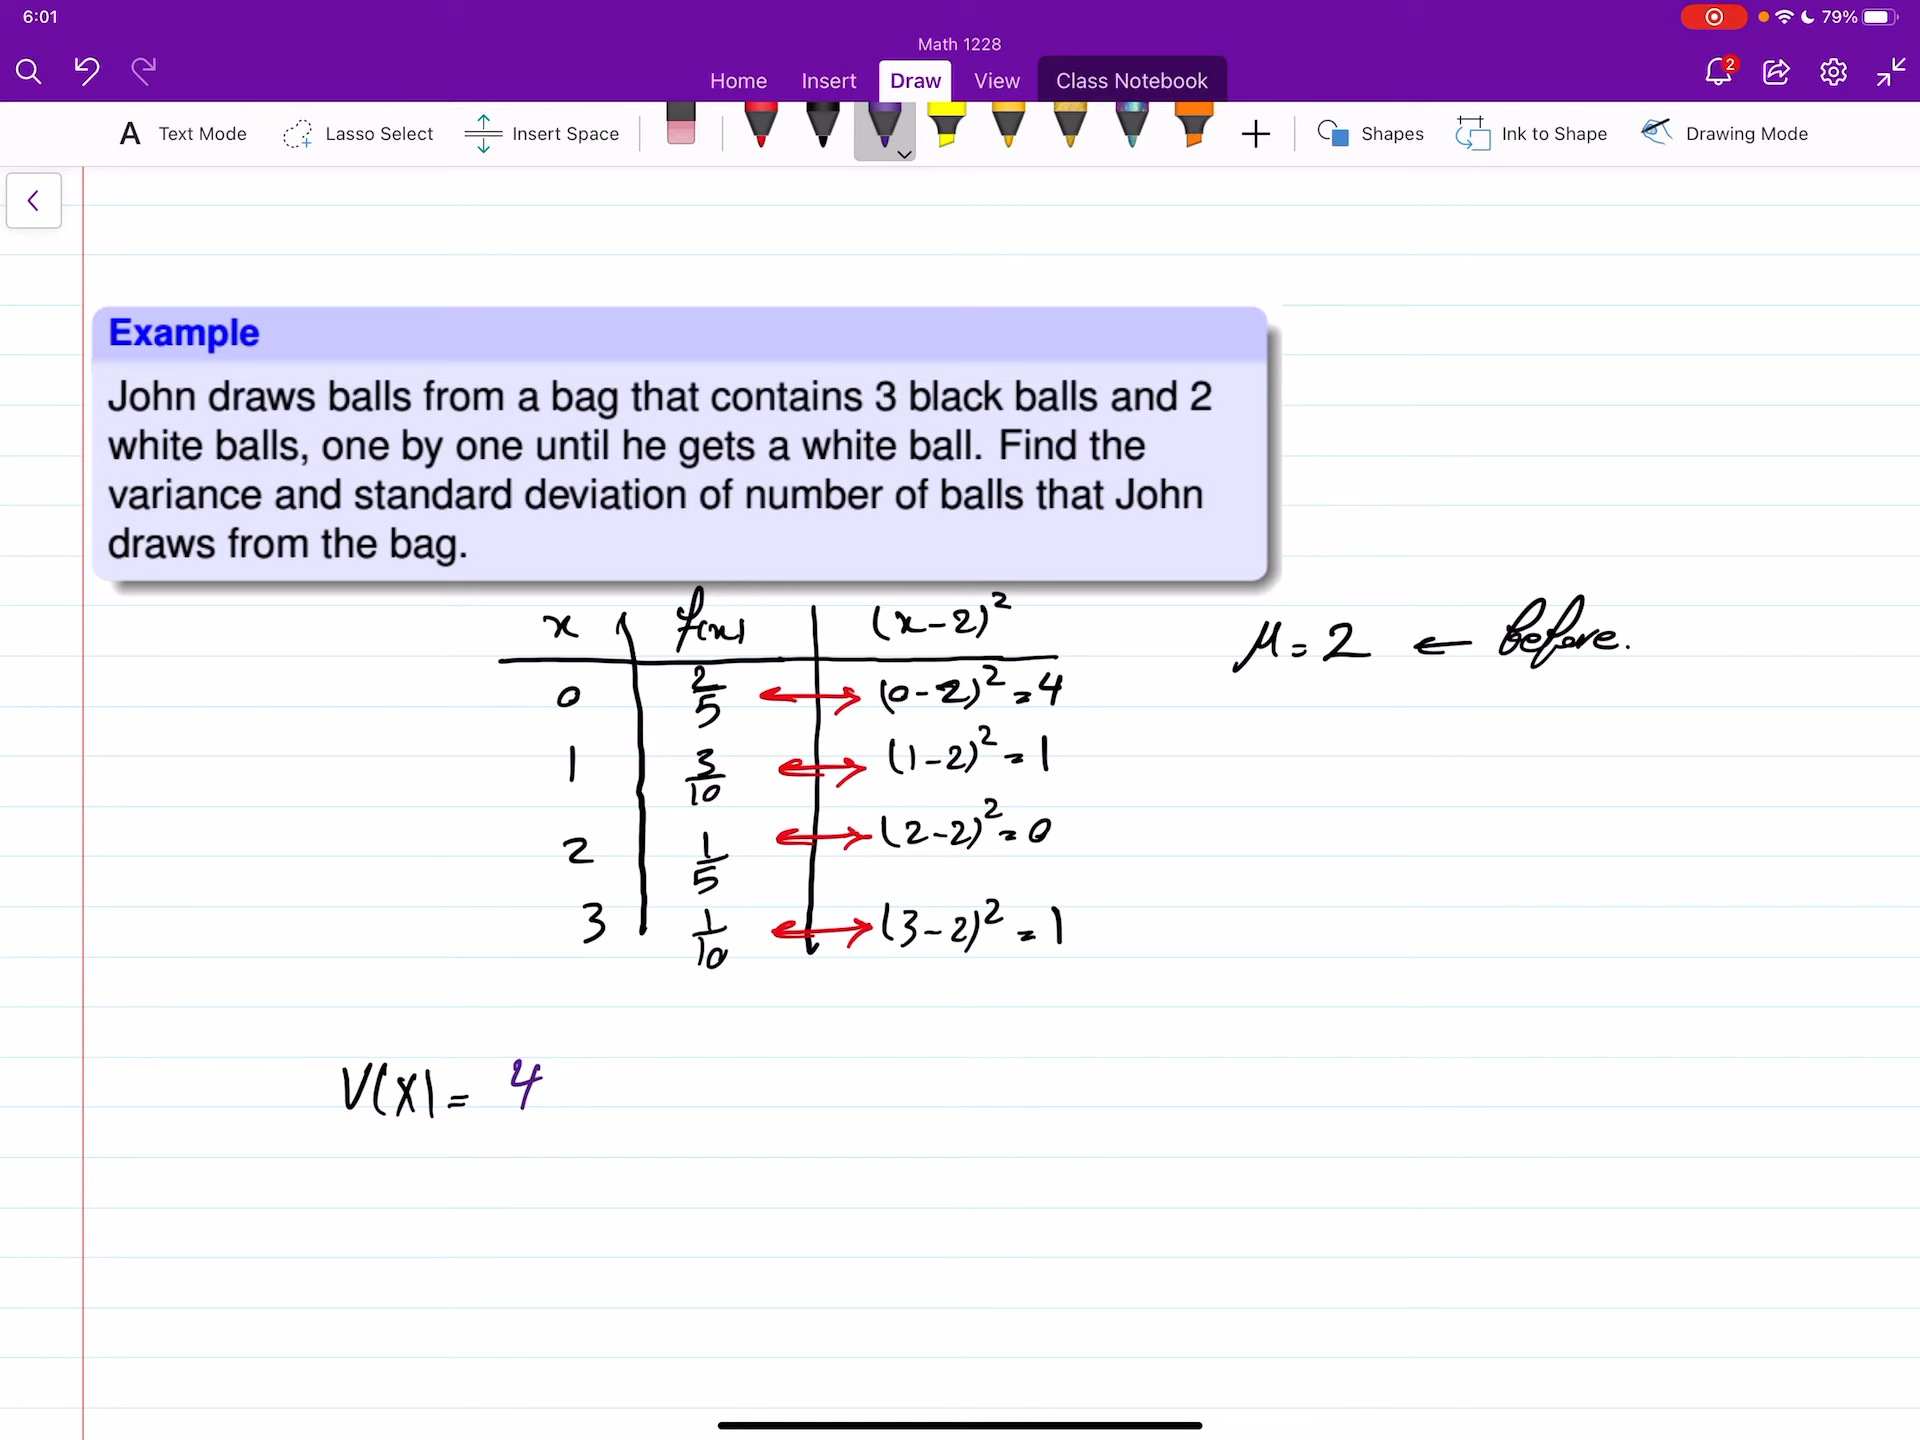 6:01
79%
Math 1228
2
Home Insert Draw View Class Notebook
A Text Mode Lasso Select Insert Space Shapes Ink to Shape Drawing Mode
Example
John draws balls from a bag that contains 3 black balls and 2
white balls, one by one until he gets a white ball. Find the
variance and standard deviation of number of balls that John
draws from the bag.
x f(x) (x-2)²
μ = 2 ← before.
0 2/5 ↔ (0-2)² = 4
1 3/10 ↔ (1-2)² = 1
2 1/5 ↔ (2-2)² = 0
3 1/10 ↔ (3-2)² = 1
V(X) = 4